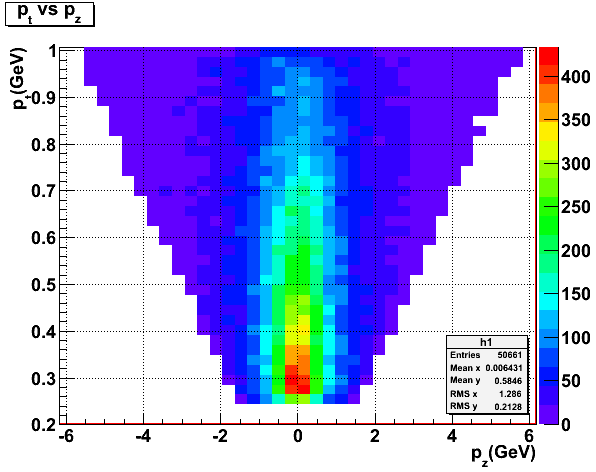 p_t vs p_z
p_t(GeV)
1
0.9
0.8
0.7
0.6
0.5
0.4
0.3
0.2
-6 -4 -2 0 2 4 6
p_z(GeV)
400
350
300
250
200
150
100
50
0
h1
Entries 50661
Mean x 0.006431
Mean y 0.5846
RMS x 1.286
RMS y 0.2128